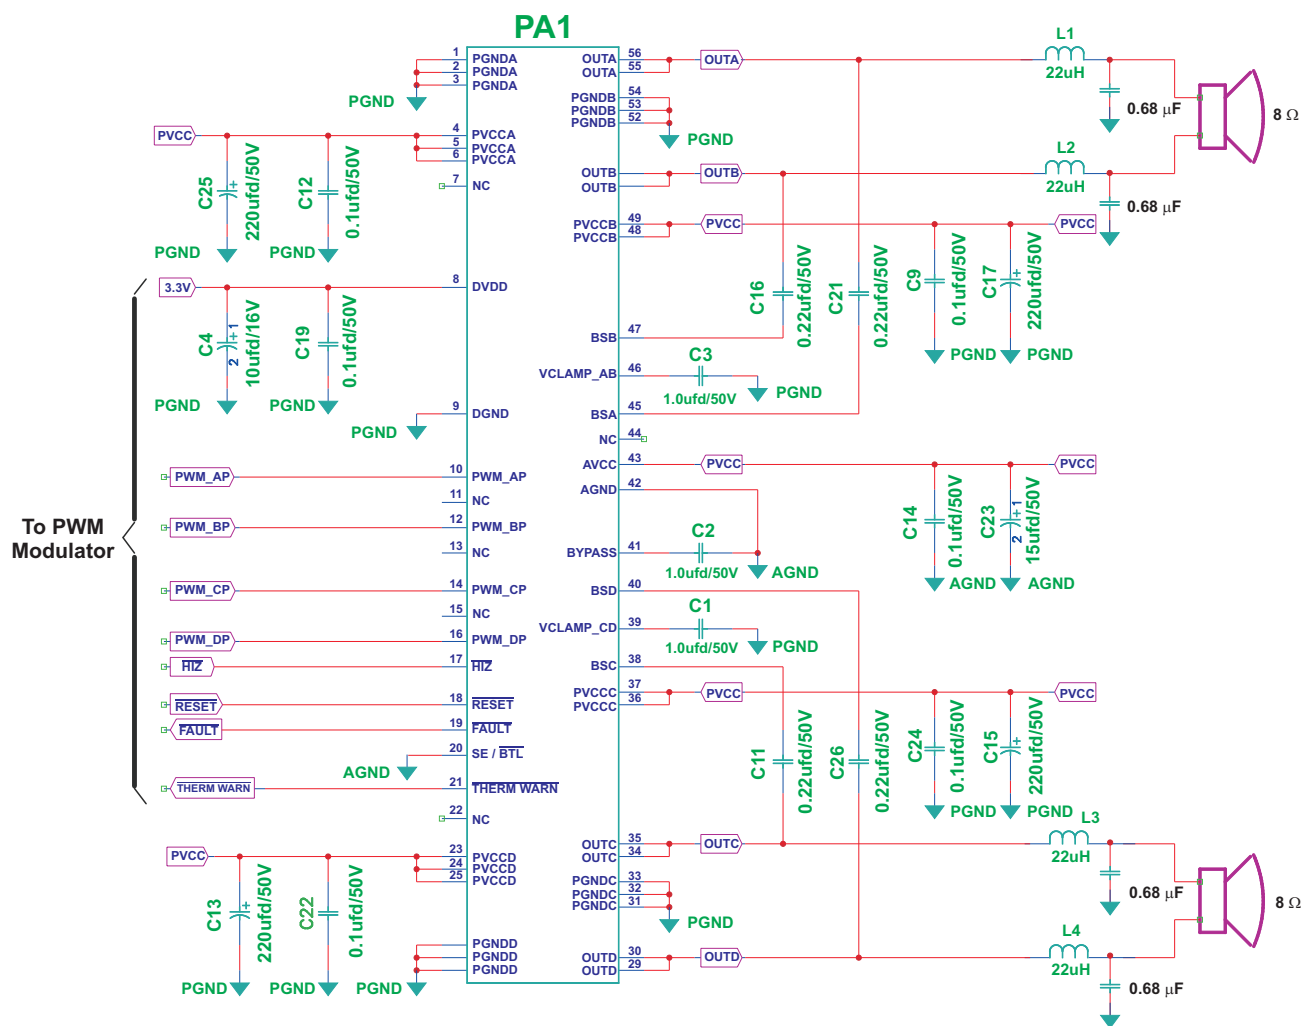 PA1
1 PGNDA
2 PGNDA
3 PGNDA
PGND
PVCC
4 PVCCA
5 PVCCA
6 PVCCA
7 NC
C25
220ufd/50V
C12
0.1ufd/50V
PGND
PGND
3.3V
8 DVDD
C4
1
2
10ufd/16V
C19
0.1ufd/50V
PGND
PGND
9 DGND
PGND
To PWM
Modulator
PWM_AP
10 PWM_AP
11 NC
PWM_BP
12 PWM_BP
13 NC
PWM_CP
14 PWM_CP
15 NC
PWM_DP
16 PWM_DP
HIZ
17 HIZ
RESET
18 RESET
FAULT
19 FAULT
20 SE / BTL
AGND
THERM WARN
21 THERM WARN
22 NC
PVCC
23 PVCCD
24 PVCCD
25 PVCCD
C13
220ufd/50V
C22
0.1ufd/50V
PGNDD
PGNDD
PGNDD
PGND
PGND
PGND
OUTA 56
OUTA 55
OUTA
L1
22uH
0.68 μF
8 Ω
PGNDB 54
PGNDB 53
PGNDB 52
PGND
OUTB
OUTB
OUTB
L2
22uH
0.68 μF
PVCCB 49
PVCCB 48
PVCC
PVCC
C16
0.22ufd/50V
C21
0.22ufd/50V
C9
0.1ufd/50V
C17
220ufd/50V
PGND
PGND
BSB 47
VCLAMP_AB 46
C3
1.0ufd/50V
PGND
BSA 45
NC 44
AVCC 43
PVCC
PVCC
AGND 42
C14
0.1ufd/50V
C23
1
2
15ufd/50V
AGND
AGND
BYPASS 41
C2
1.0ufd/50V
AGND
BSD 40
VCLAMP_CD 39
C1
1.0ufd/50V
PGND
BSC 38
PVCCC 37
PVCCC 36
PVCC
PVCC
C11
0.22ufd/50V
C26
0.22ufd/50V
C24
0.1ufd/50V
C15
220ufd/50V
PGND
PGND
OUTC 35
OUTC 34
OUTC
L3
22uH
0.68 μF
8 Ω
PGNDC 33
PGNDC 32
PGNDC 31
PGND
OUTD 30
OUTD 29
OUTD
L4
22uH
0.68 μF